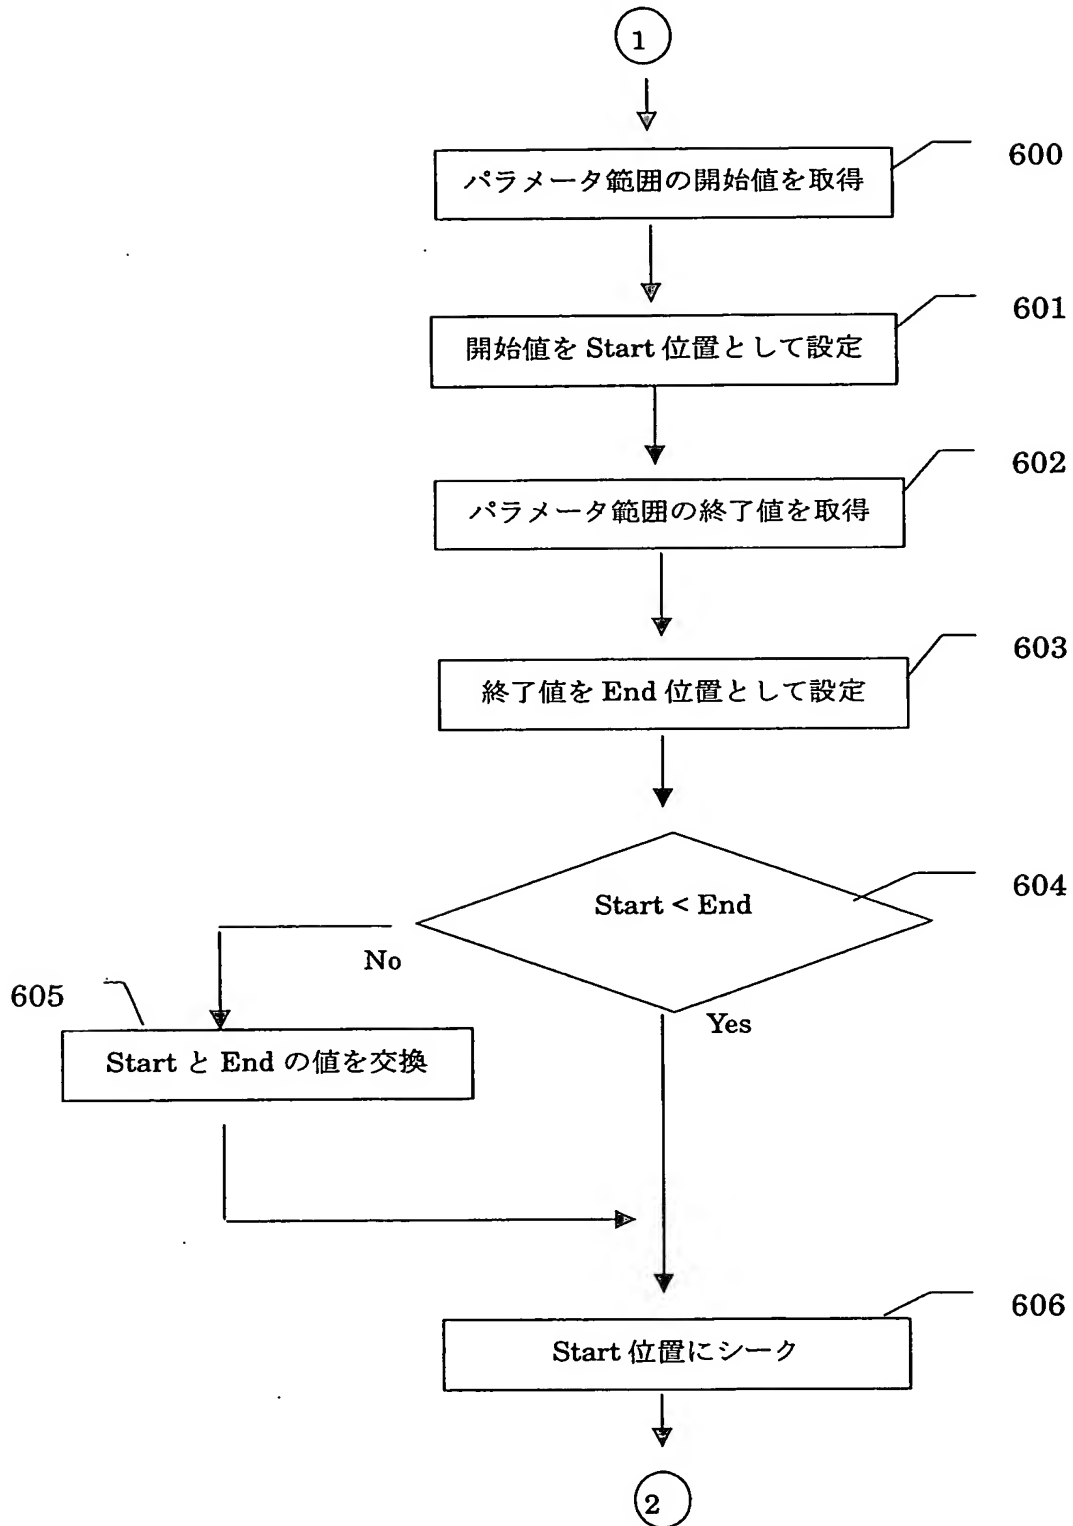 1
パラメータ範囲の開始値を取得
600
開始値を Start 位置として設定
601
パラメータ範囲の終了値を取得
602
終了値を End 位置として設定
603
Start < End
604
No
Yes
605
Start と End の値を交換
Start 位置にシーク
606
2